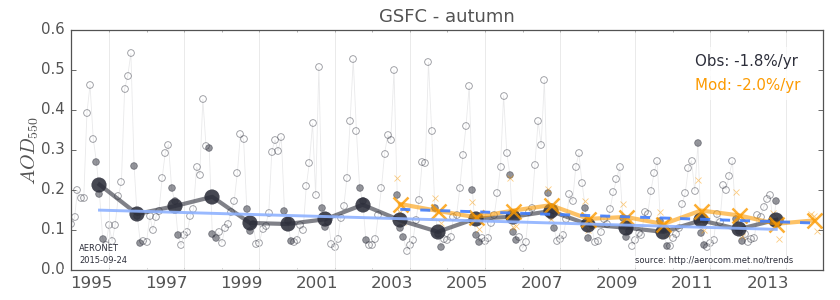 GSFC - autumn
0.6
0.5
0.4
0.3
0.2
0.1
0.0
AOD550
Obs: -1.8%/yr
Mod: -2.0%/yr
AERONET
2015-09-24
source: http://aerocom.met.no/trends
1995 1997 1999 2001 2003 2005 2007 2009 2011 2013